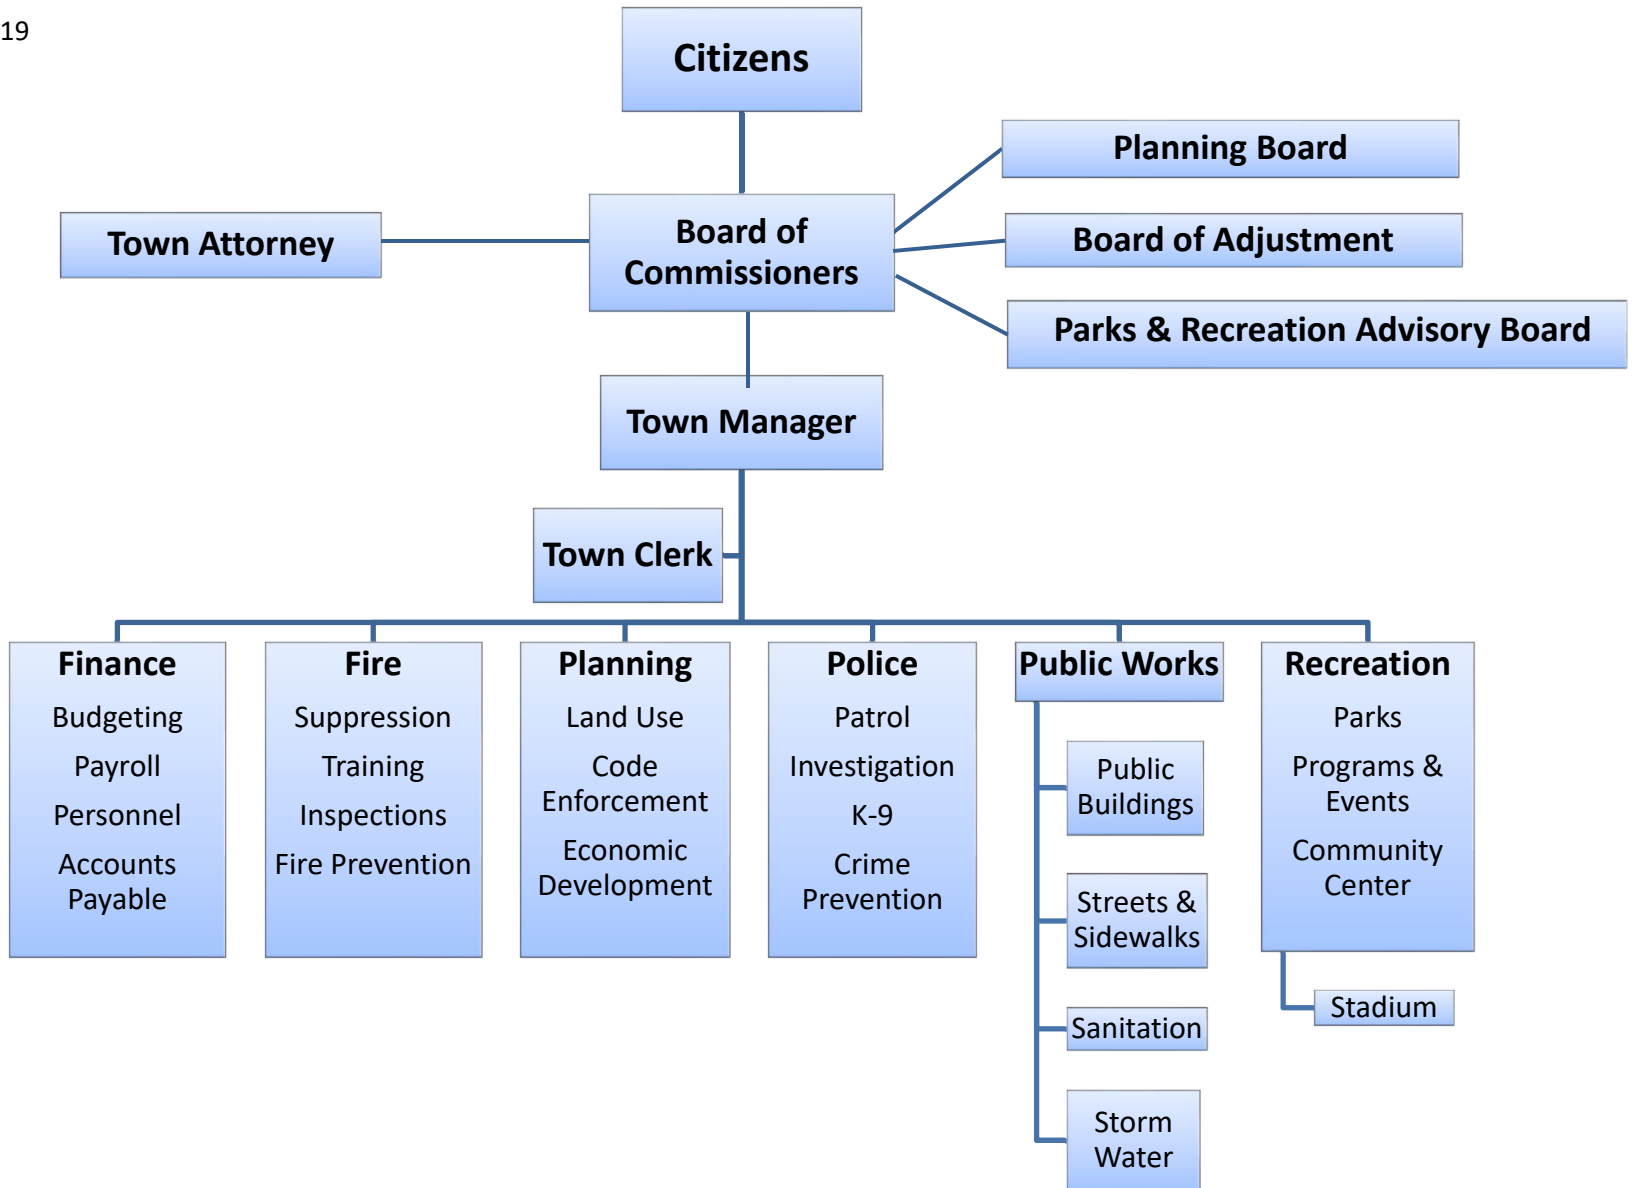 19
Citizens
Planning Board
Town Attorney
Board of
Commissioners
Board of Adjustment
Parks & Recreation Advisory Board
Town Manager
Town Clerk
Finance
Budgeting
Payroll
Personnel
Accounts
Payable
Fire
Suppression
Training
Inspections
Fire Prevention
Planning
Land Use
Code
Enforcement
Economic
Development
Police
Patrol
Investigation
K-9
Crime
Prevention
Public Works
Public
Buildings
Streets &
Sidewalks
Sanitation
Storm
Water
Recreation
Parks
Programs &
Events
Community
Center
Stadium